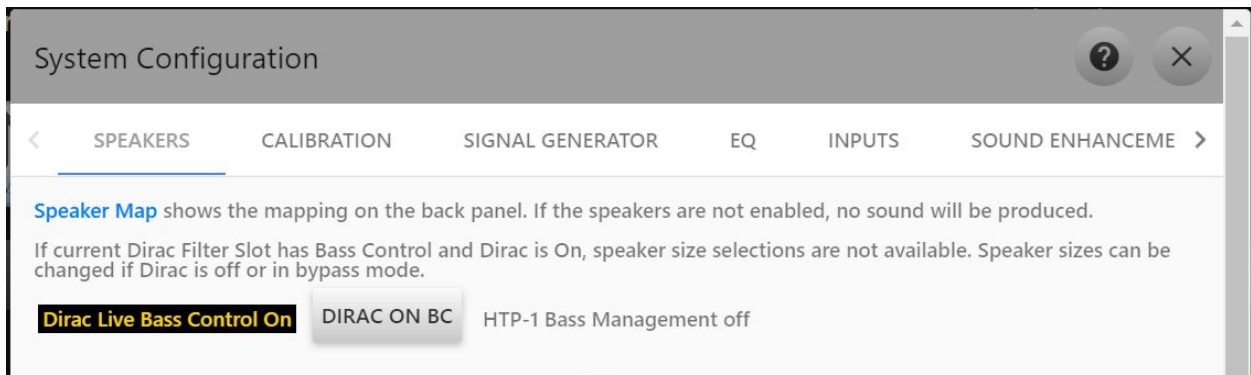 System Configuration
SPEAKERS CALIBRATION SIGNAL GENERATOR EQ INPUTS SOUND ENHANCEME
Speaker Map shows the mapping on the back panel. If the speakers are not enabled, no sound will be produced.
If current Dirac Filter Slot has Bass Control and Dirac is On, speaker size selections are not available. Speaker sizes can be
changed if Dirac is off or in bypass mode.
Dirac Live Bass Control On DIRAC ON BC HTP-1 Bass Management off